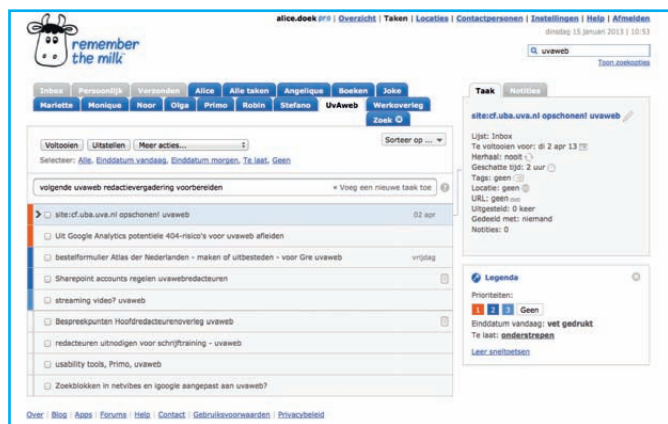 alice.doek pro | Overzicht | Taken | Locaties | Contactpersonen | Instellingen | Help | Afmelden
dinsdag 15 januari 2013 | 10:53
remember
the milk
uvaweb
Toon zoekopties
Inbox Persoonlijk Verzonden Alice Alle taken Angelique Boeken Joke
Mariette Monique Noor Olga Primo Robin Stefano UvAweb Werkoverleg
Zoek
Voltooien Uitstellen Meer acties... Sorteer op ...
Selecteer: Alle, Einddatum vandaag, Einddatum morgen, Te laat, Geen
volgende uvaweb redactievergadering voorbereiden « Voeg een nieuwe taak toe
site:cf.uba.uva.nl opschonen! uvaweb 02 apr
Uit Google Analytics potentiele 404-risico's voor uvaweb afleiden
bestelformulier Atlas der Nederlanden - maken of uitbesteden - voor Gre uvaweb vrijdag
Sharepoint accounts regelen uvawebredacteuren
streaming video? uvaweb
Bespreekpunten Hoofdredacteurenoverleg uvaweb
redacteuren uitnodigen voor schrijftraining - uvaweb
usability tools, Primo, uvaweb
Zoekblokken in netvibes en igoogle aangepast aan uvaweb?
Taak Notities
site:cf.uba.uva.nl opschonen! uvaweb
Lijst: Inbox
Te voltooien voor: di 2 apr 13
Herhaal: nooit
Geschatte tijd: 2 uur
Tags: geen
Locatie: geen
URL: geen
Uitgesteld: 0 keer
Gedeeld met: niemand
Notities: 0
Legenda
Prioriteiten:
1 2 3 Geen
Einddatum vandaag: vet gedrukt
Te laat: onderstrepen
Leer sneltoetsen
Over | Blog | Apps | Forums | Help | Contact | Gebruiksvoorwaarden | Privacybeleid